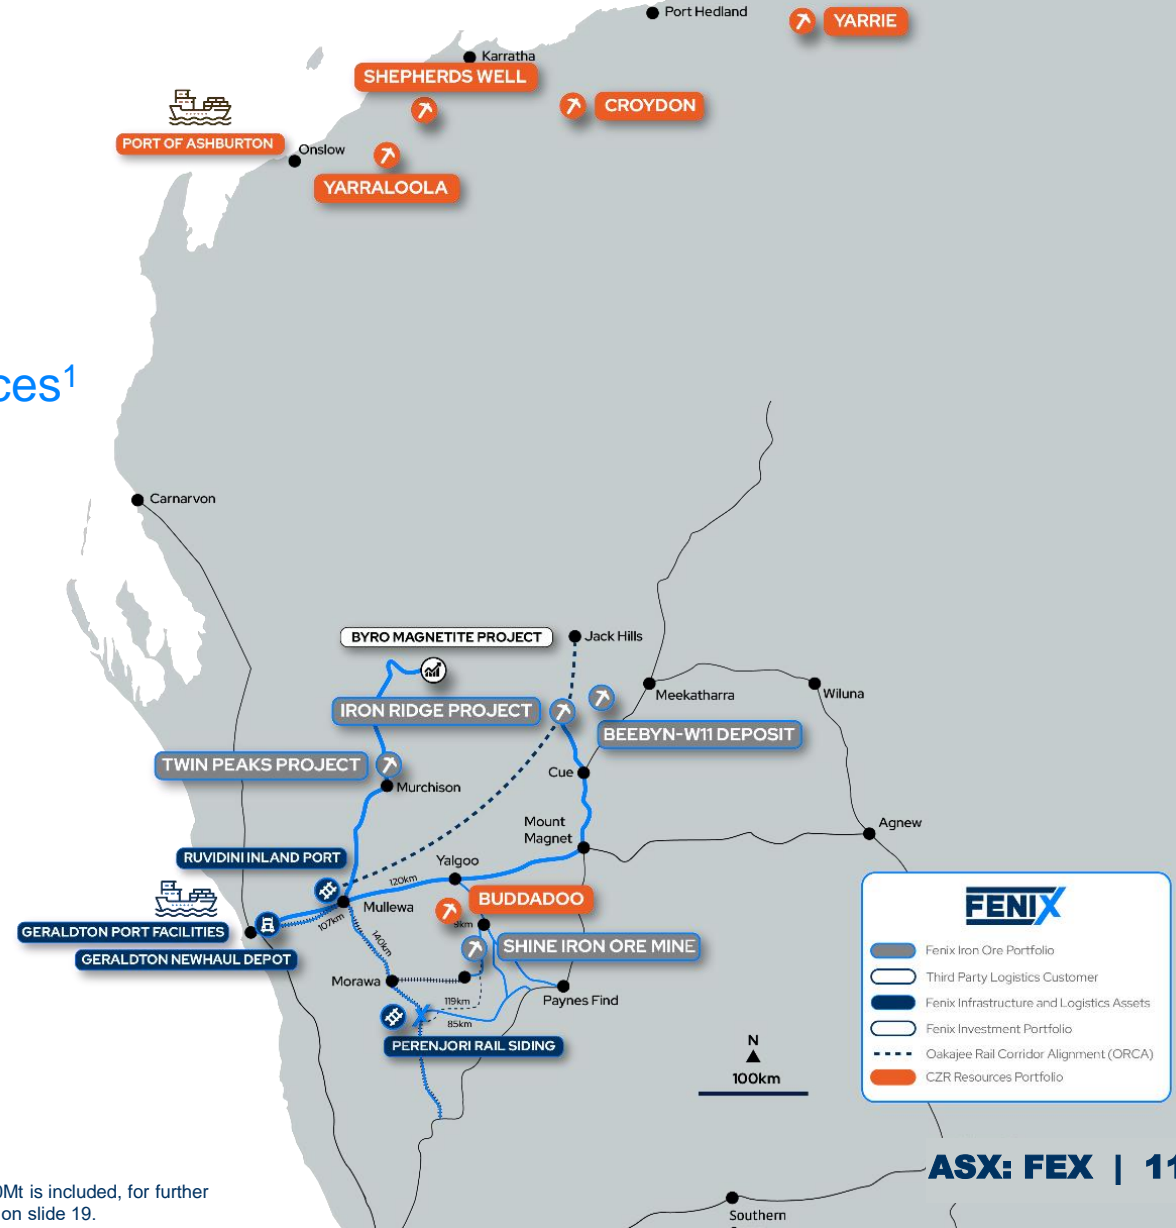 Port Hedland
YARRIE
Karratha
SHEPHERDS WELL
CROYDON
PORT OF ASHBURTON
Onslow
YARRALOOLA
ces¹
Carnarvon
BYRO MAGNETITE PROJECT
Jack Hills
Meekatharra
Wiluna
IRON RIDGE PROJECT
BEEBYN-W11 DEPOSIT
TWIN PEAKS PROJECT
Cue
Murchison
Mount
Magnet
Agnew
RUVIDINI INLAND PORT
Yalgoo
120km
BUDDADOO
Mullewa
107km
9km
GERALDTON PORT FACILITIES
140km
SHINE IRON ORE MINE
GERALDTON NEWHAUL DEPOT
Morawa
119km
Paynes Find
85km
PERENJORI RAIL SIDING
N
100km
FENIX
Fenix Iron Ore Portfolio
Third Party Logistics Customer
Fenix Infrastructure and Logistics Assets
Fenix Investment Portfolio
Oakajee Rail Corridor Alignment (ORCA)
CZR Resources Portfolio
ASX: FEX | 11
0Mt is included, for further
on slide 19.
Southern